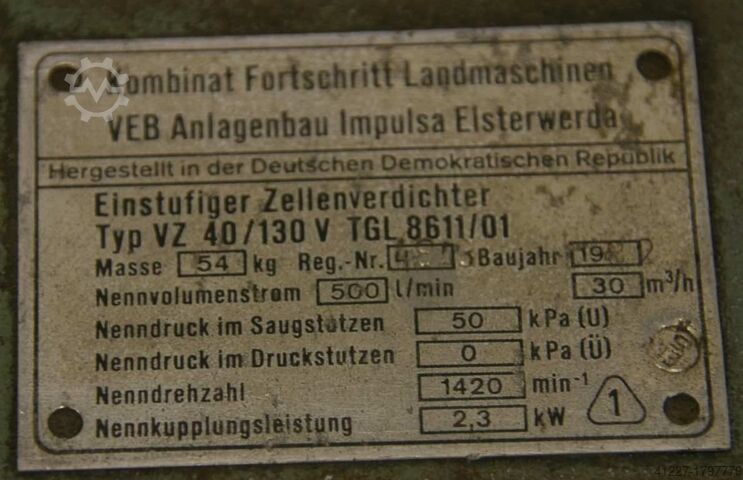 Kombinat Fortschritt Landmaschinen
VEB Anlagenbau Impulsa Elsterwerda
Hergestellt in der Deutschen Demokratischen Republik
Einstufiger Zellenverdichter
Typ VZ 40/130 V TGL 8611/01
Masse 54 kg Reg.-Nr. Baujahr
Nennvolumenstrom 500 l/min 30 m³/h
Nenndruck im Saugstutzen 50 kPa (U)
Nenndruck im Druckstutzen 0 kPa (Ü)
Nenndrehzahl 1420 min⁻¹
Nennkupplungsleistung 2,3 kW 1
41227-1797779